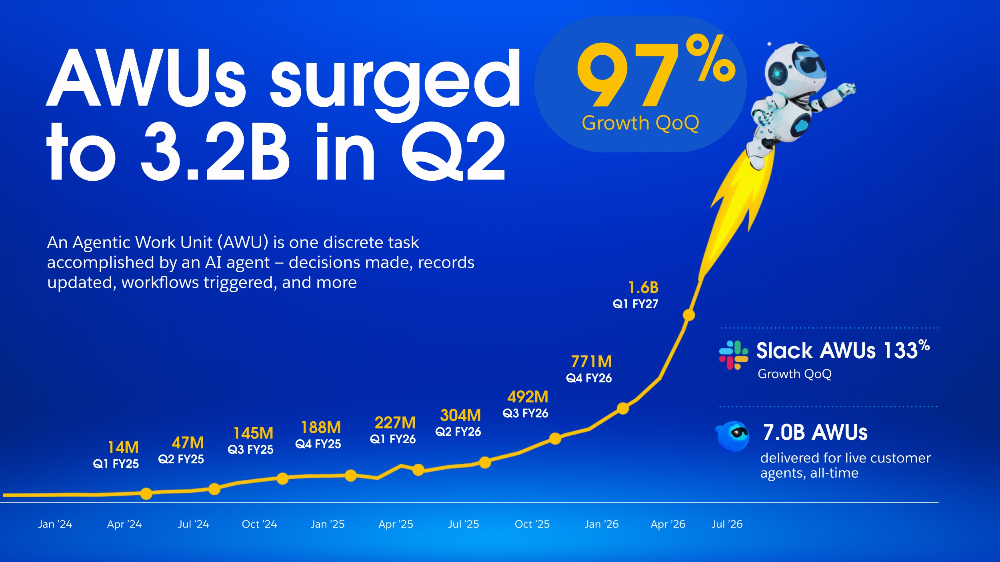 AWUs surged
to 3.2B in Q2
97%
Growth QoQ
An Agentic Work Unit (AWU) is one discrete task
accomplished by an AI agent – decisions made, records
updated, workflows triggered, and more
14M
Q1 FY25
47M
Q2 FY25
145M
Q3 FY25
188M
Q4 FY25
227M
Q1 FY26
304M
Q2 FY26
492M
Q3 FY26
771M
Q4 FY26
1.6B
Q1 FY27
Slack AWUs 133%
Growth QoQ
7.0B AWUs
delivered for live customer
agents, all-time
Jan ’24 Apr ’24 Jul ’24 Oct ’24 Jan ’25 Apr ’25 Jul ’25 Oct ’25 Jan ’26 Apr ’26 Jul ’26